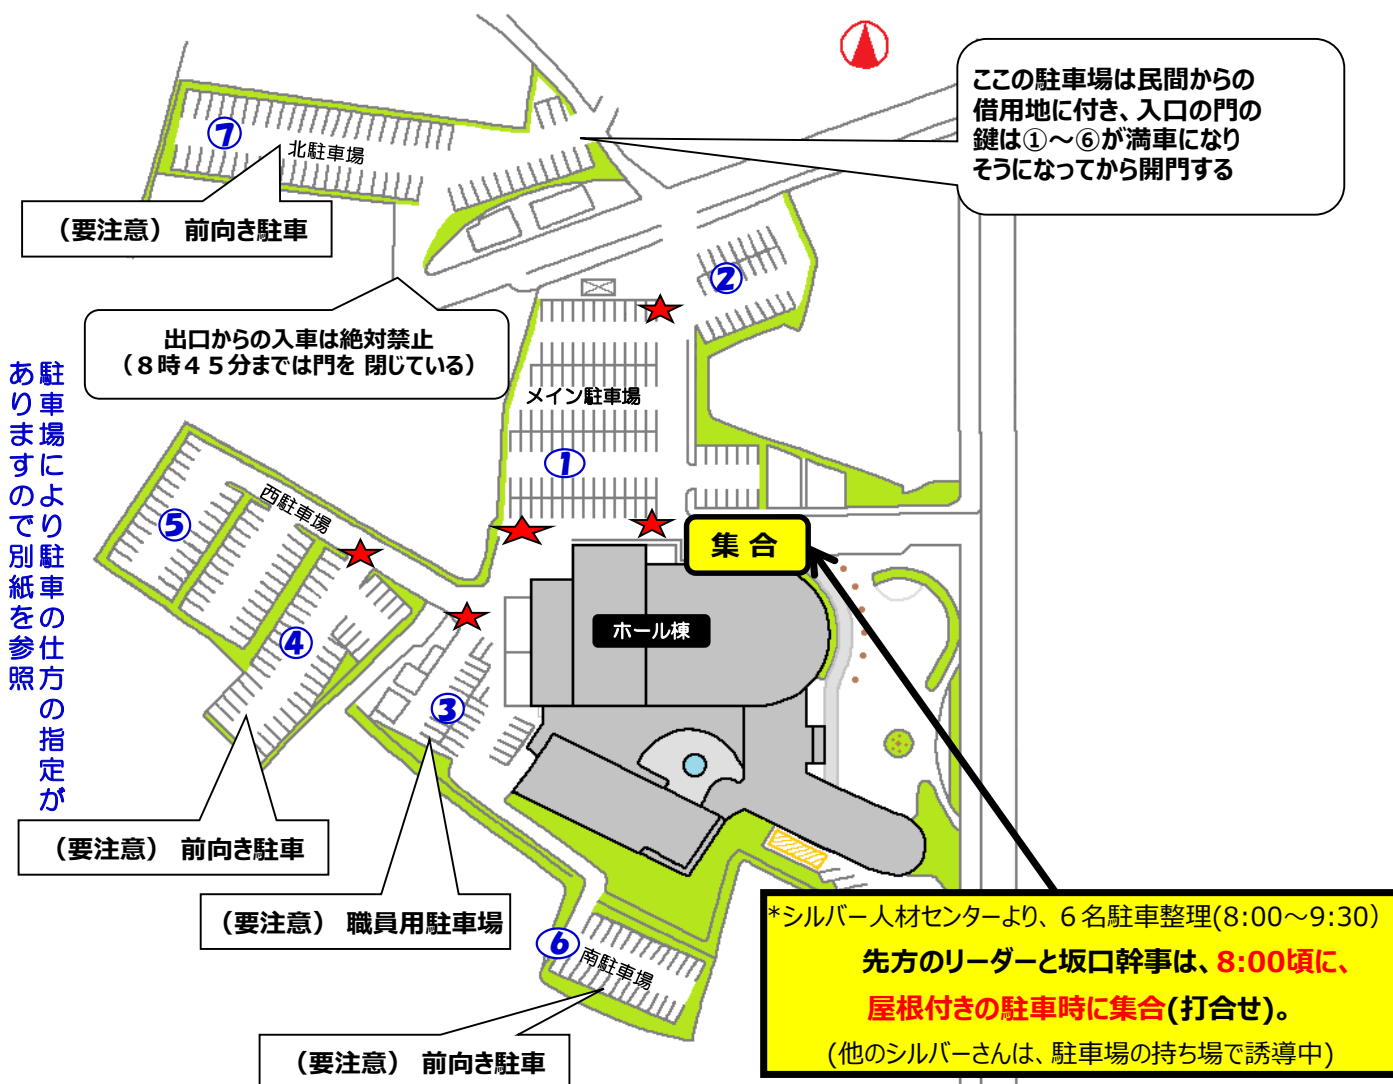 ここの駐車場は民間からの
借用地に付き、入口の門の
鍵は①～⑥が満車になり
そうになってから開門する
⑦
北駐車場
（要注意） 前向き駐車
②
出口からの入車は絶対禁止
（８時４５分までは門を 閉じている）
メイン駐車場
①
駐車場により駐車の仕方の指定が
ありますので別紙を参照
西駐車場
⑤
集 合
ホール棟
④
③
（要注意） 前向き駐車
（要注意） 職員用駐車場
⑥
南駐車場
（要注意） 前向き駐車
*シルバー人材センターより、６名駐車整理(8:00～9:30）
先方のリーダーと坂口幹事は、8:00頃に、
屋根付きの駐車時に集合(打合せ)。
(他のシルバーさんは、駐車場の持ち場で誘導中)